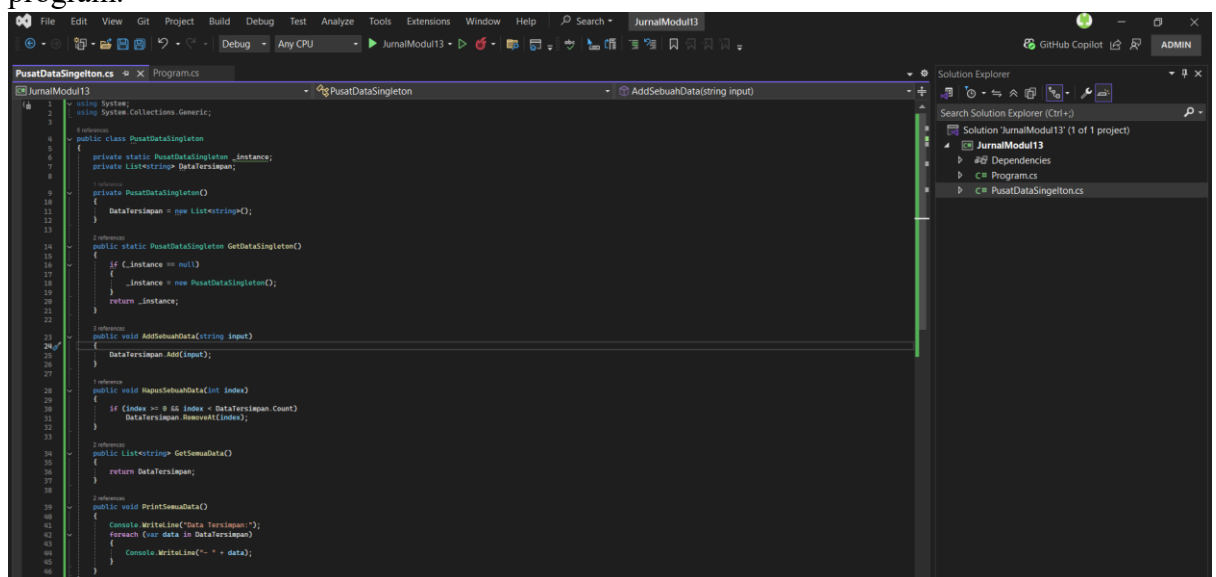 program.
File Edit View Git Project Build Debug Test Analyze Tools Extensions Window Help Search JurnalModul13
Debug Any CPU JurnalModul13 GitHub Copilot ADMIN
PusatDataSingelton.cs Program.cs
JurnalModul13 PusatDataSingleton AddSebuahData(string input)
1 using System;
2 using System.Collections.Generic;
3
8 references
4 public class PusatDataSingleton
5 {
6 private static PusatDataSingleton _instance;
7 private List<string> DataTersimpan;
8
1 reference
9 private PusatDataSingleton()
10 {
11 DataTersimpan = new List<string>();
12 }
13
2 references
14 public static PusatDataSingleton GetDataSingleton()
15 {
16 if (_instance == null)
17 {
18 _instance = new PusatDataSingleton();
19 }
20 return _instance;
21 }
22
3 references
23 public void AddSebuahData(string input)
24 {
25 DataTersimpan.Add(input);
26 }
27
1 reference
28 public void HapusSebuahData(int index)
29 {
30 if (index >= 0 && index < DataTersimpan.Count)
31 DataTersimpan.RemoveAt(index);
32 }
33
2 references
34 public List<string> GetSemuaData()
35 {
36 return DataTersimpan;
37 }
38
2 references
39 public void PrintSemuaData()
40 {
41 Console.WriteLine("Data Tersimpan:");
42 foreach (var data in DataTersimpan)
43 {
44 Console.WriteLine("- " + data);
45 }
46 }
Solution Explorer
Search Solution Explorer (Ctrl+;)
Solution 'JurnalModul13' (1 of 1 project)
JurnalModul13
Dependencies
C# Program.cs
C# PusatDataSingelton.cs